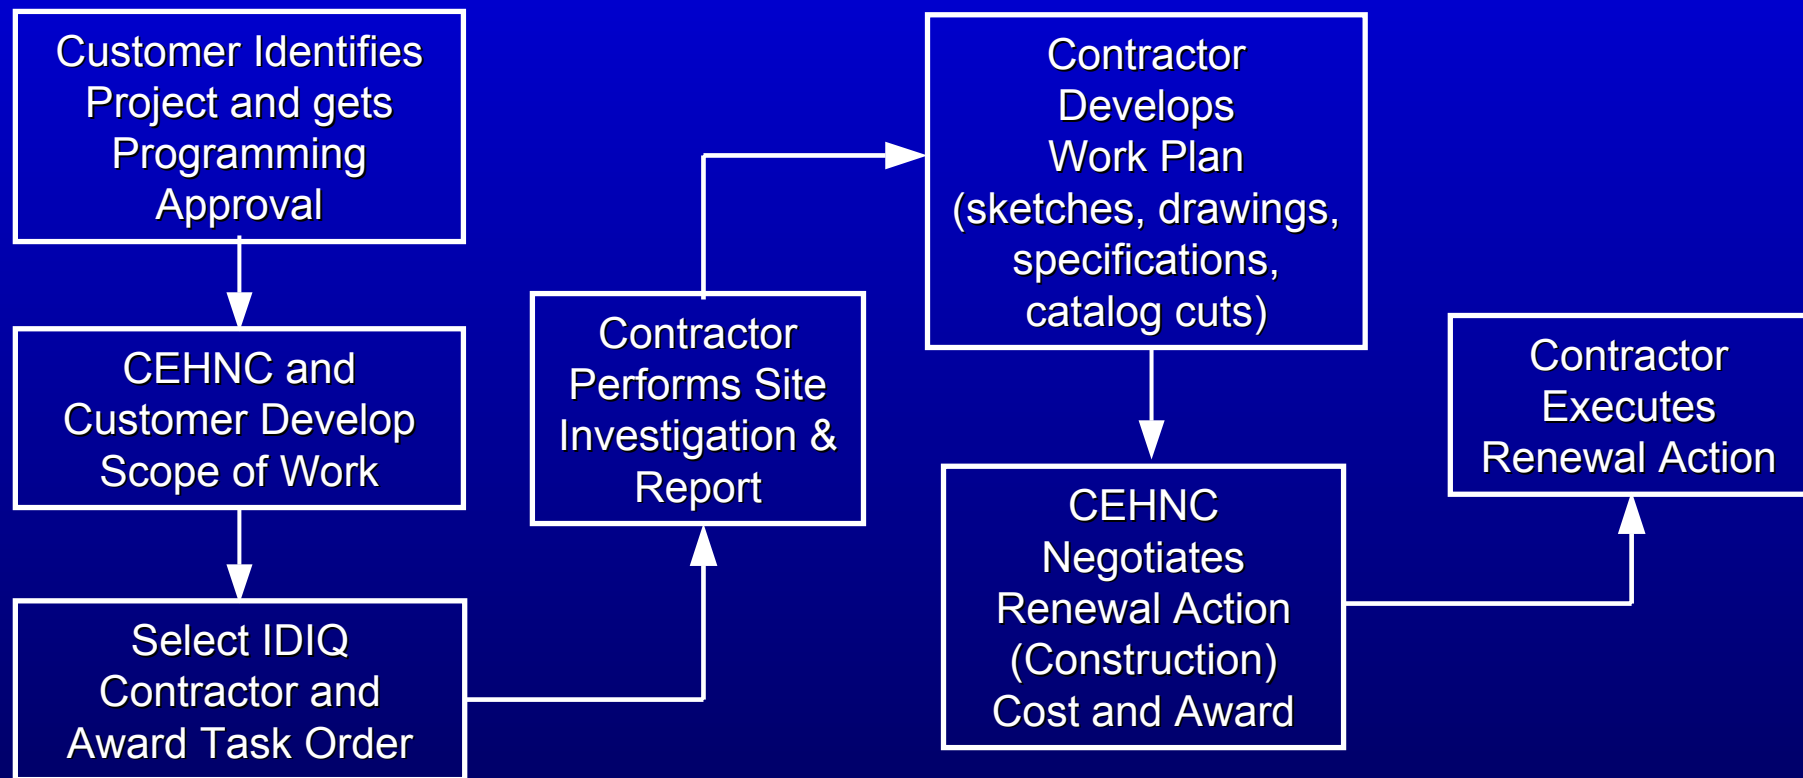 Customer Identifies
Project and gets
Programming
Approval
CEHNC and
Customer Develop
Scope of Work
Select IDIQ
Contractor and
Award Task Order
Contractor
Performs Site
Investigation &
Report
Contractor
Develops
Work Plan
(sketches, drawings,
specifications,
catalog cuts)
CEHNC
Negotiates
Renewal Action
(Construction)
Cost and Award
Contractor
Executes
Renewal Action